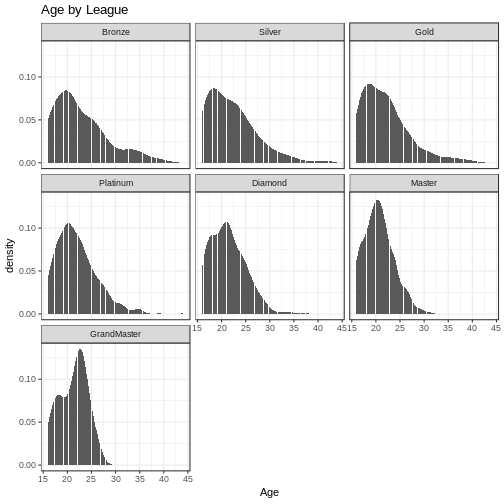 Age by League
Bronze Silver Gold
0.10
0.05
0.00
Platinum Diamond Master
0.10
0.05
0.00
density
GrandMaster 15 20 25 30 35 40 45 15 20 25 30 35 40 45
0.10
0.05
0.00
15 20 25 30 35 40 45
Age